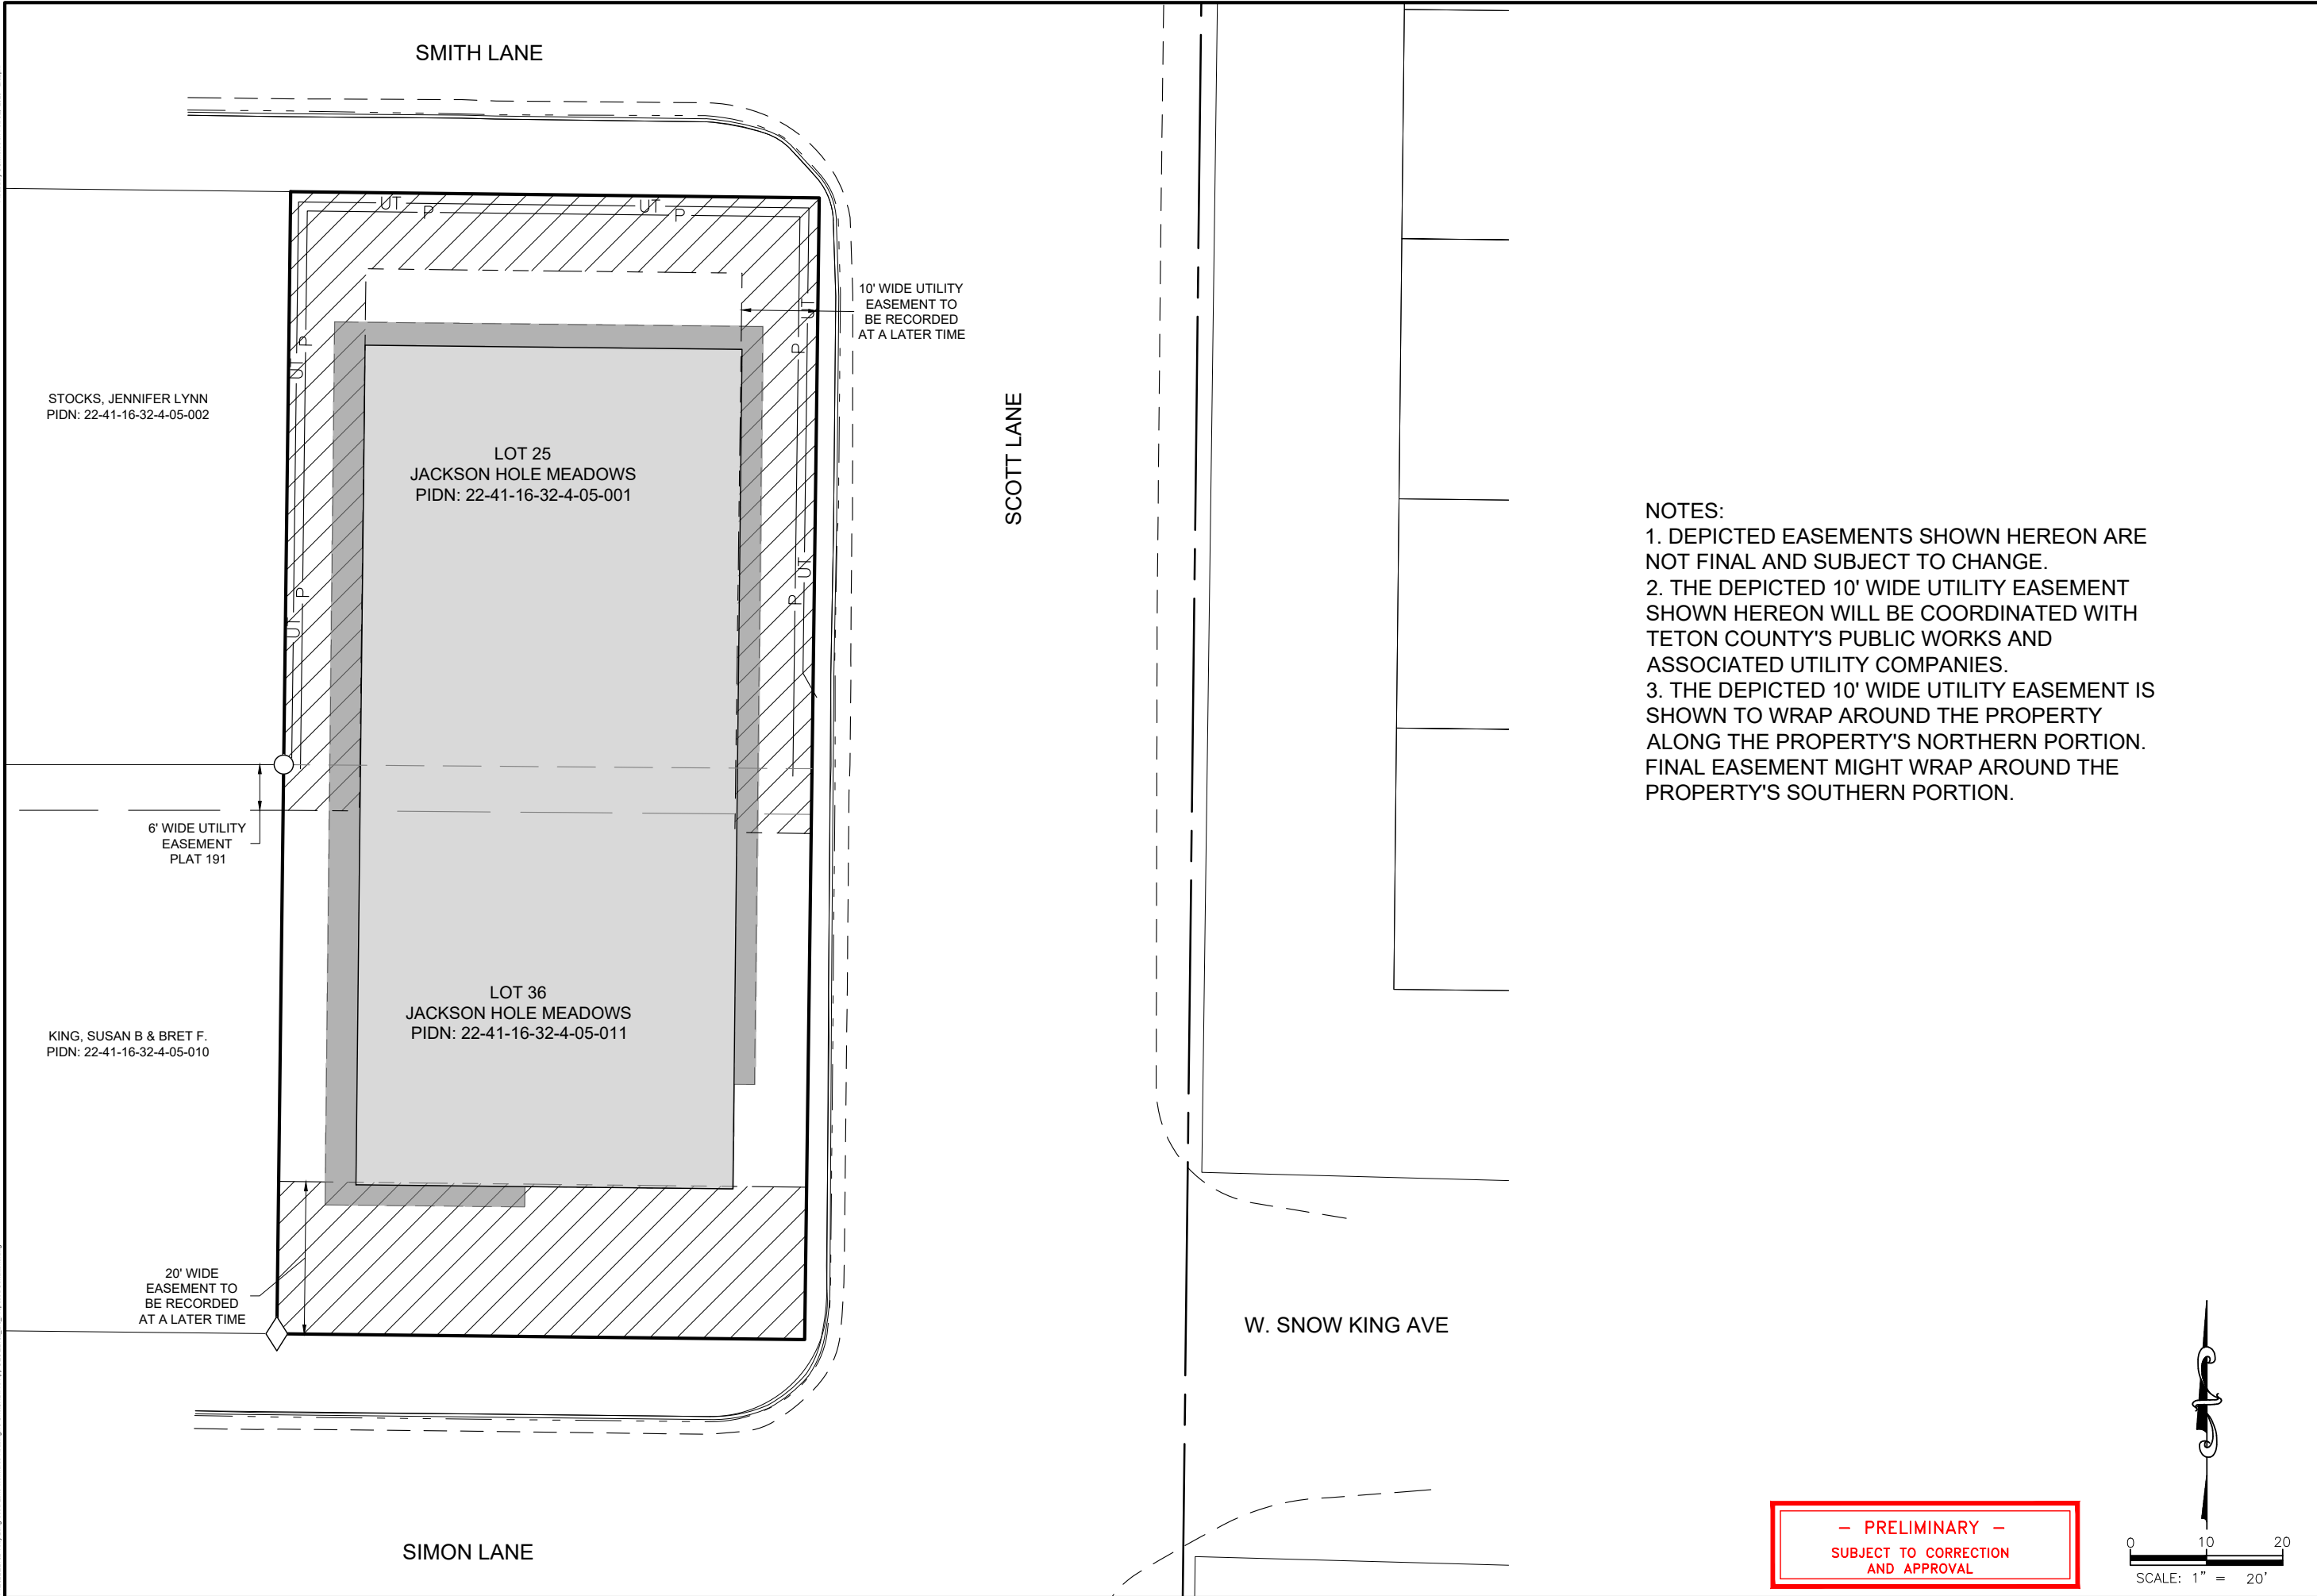 SMITH LANE
UT
P
UT
P
10' WIDE UTILITY
EASEMENT TO
BE RECORDED
AT A LATER TIME
UT
P
P
UT
STOCKS, JENNIFER LYNN
PIDN: 22-41-16-32-4-05-002
LOT 25
JACKSON HOLE MEADOWS
PIDN: 22-41-16-32-4-05-001
SCOTT LANE
UT
P
P
UT
NOTES:
1. DEPICTED EASEMENTS SHOWN HEREON ARE
NOT FINAL AND SUBJECT TO CHANGE.
2. THE DEPICTED 10' WIDE UTILITY EASEMENT
SHOWN HEREON WILL BE COORDINATED WITH
TETON COUNTY'S PUBLIC WORKS AND
ASSOCIATED UTILITY COMPANIES.
3. THE DEPICTED 10' WIDE UTILITY EASEMENT IS
SHOWN TO WRAP AROUND THE PROPERTY
ALONG THE PROPERTY'S NORTHERN PORTION.
FINAL EASEMENT MIGHT WRAP AROUND THE
PROPERTY'S SOUTHERN PORTION.
6' WIDE UTILITY
EASEMENT
PLAT 191
LOT 36
JACKSON HOLE MEADOWS
PIDN: 22-41-16-32-4-05-011
KING, SUSAN B & BRET F.
PIDN: 22-41-16-32-4-05-010
20' WIDE
EASEMENT TO
BE RECORDED
AT A LATER TIME
W. SNOW KING AVE
SIMON LANE
- PRELIMINARY -
SUBJECT TO CORRECTION
AND APPROVAL
0 10 20
SCALE: 1" = 20'